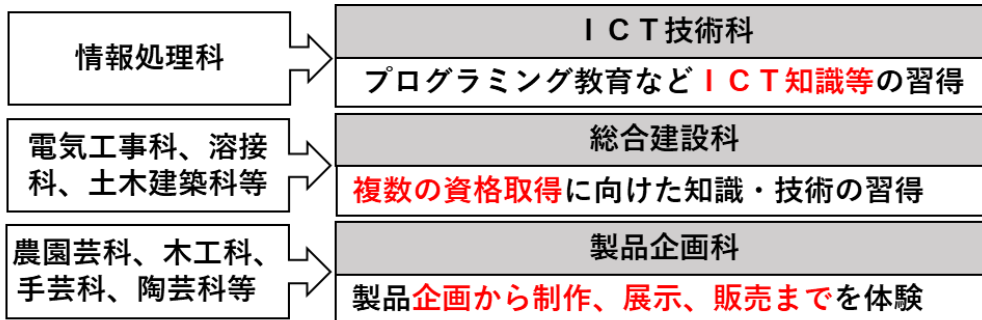 情報処理科
ＩＣＴ技術科
プログラミング教育などＩＣＴ知識等の習得
電気工事科、溶接
科、土木建築科等
総合建設科
複数の資格取得に向けた知識・技術の習得
農園芸科、木工科、
手芸科、陶芸科等
製品企画科
製品企画から制作、展示、販売までを体験